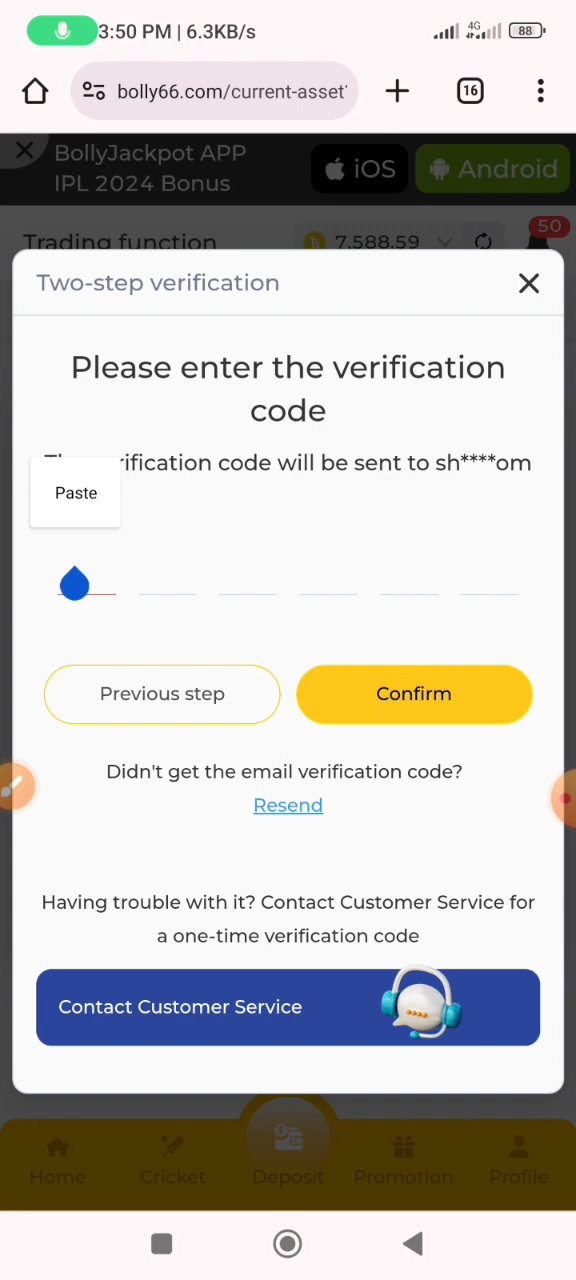 3:50 PM | 6.3KB/s 4G 88
bolly66.com/current-asset 16
BollyJackpot APP
IPL 2024 Bonus
iOS
Android
Trading function 7,588.59 50
Two-step verification
Please enter the verification
code
rification code will be sent to sh****om
Paste
Previous step
Confirm
Didn't get the email verification code?
Resend
Having trouble with it? Contact Customer Service for
a one-time verification code
Contact Customer Service
Home Cricket Deposit Promotion Profile